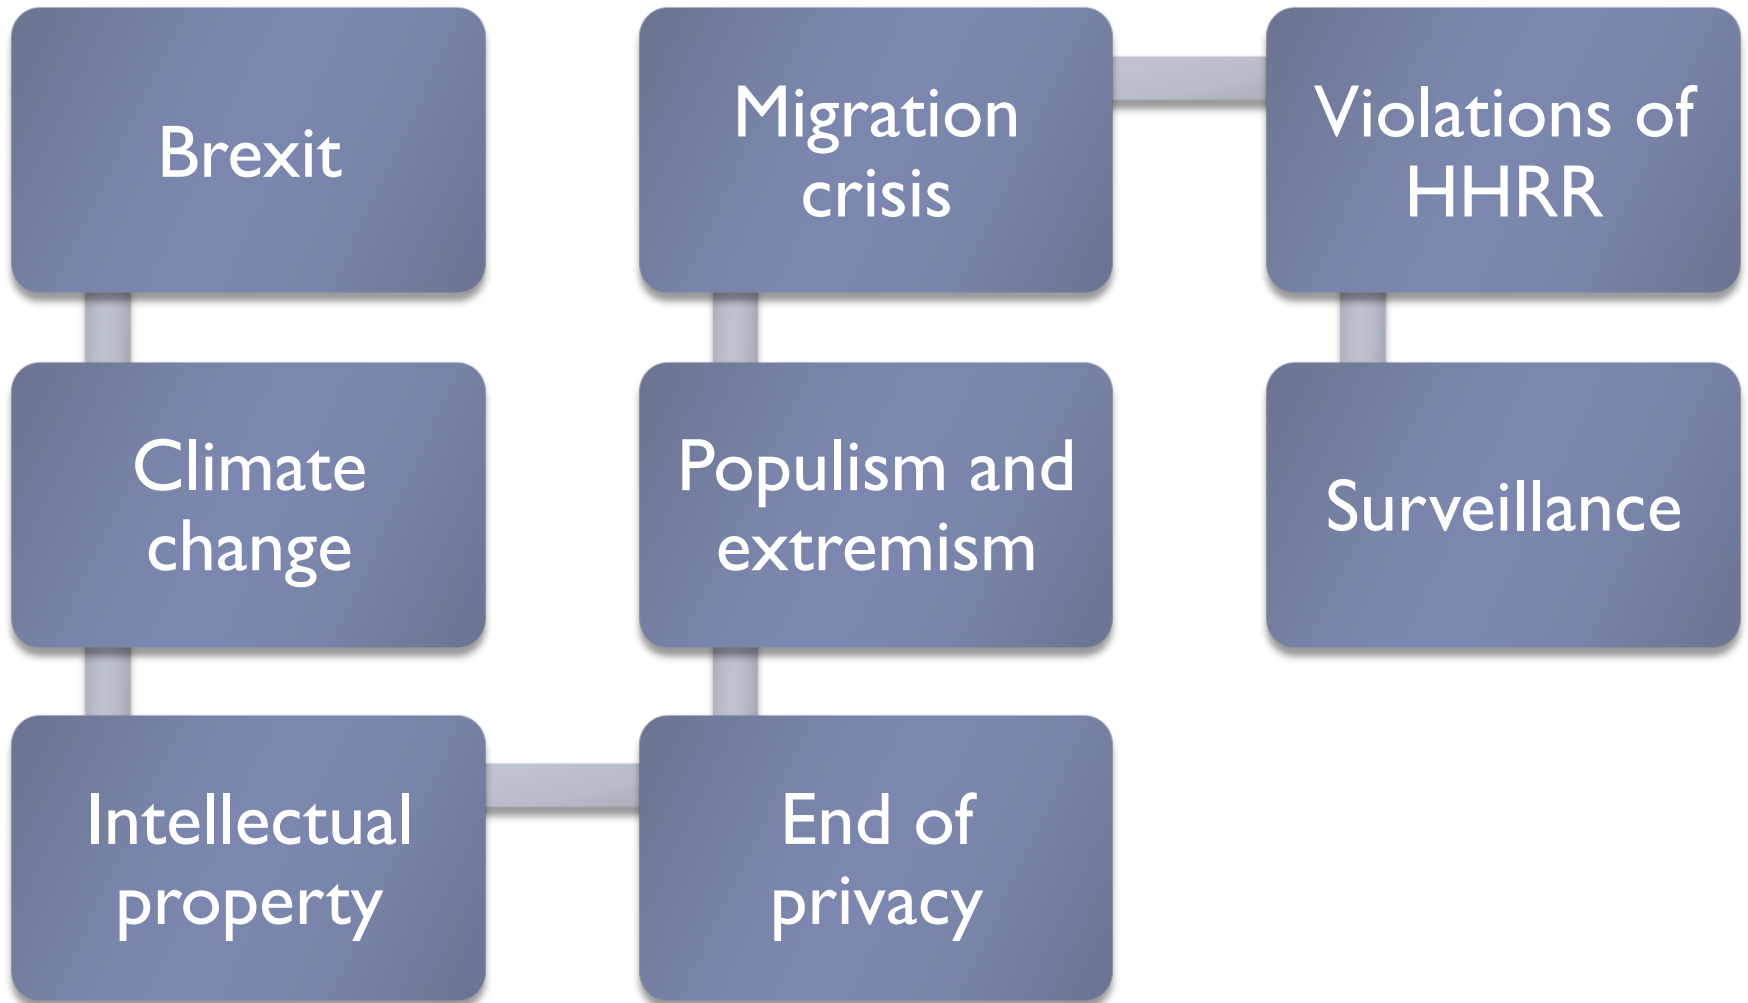 Brexit
Climate
change
Intellectual
property
End of
privacy
Populism and
extremism
Migration
crisis
Violations of
HHRR
Surveillance